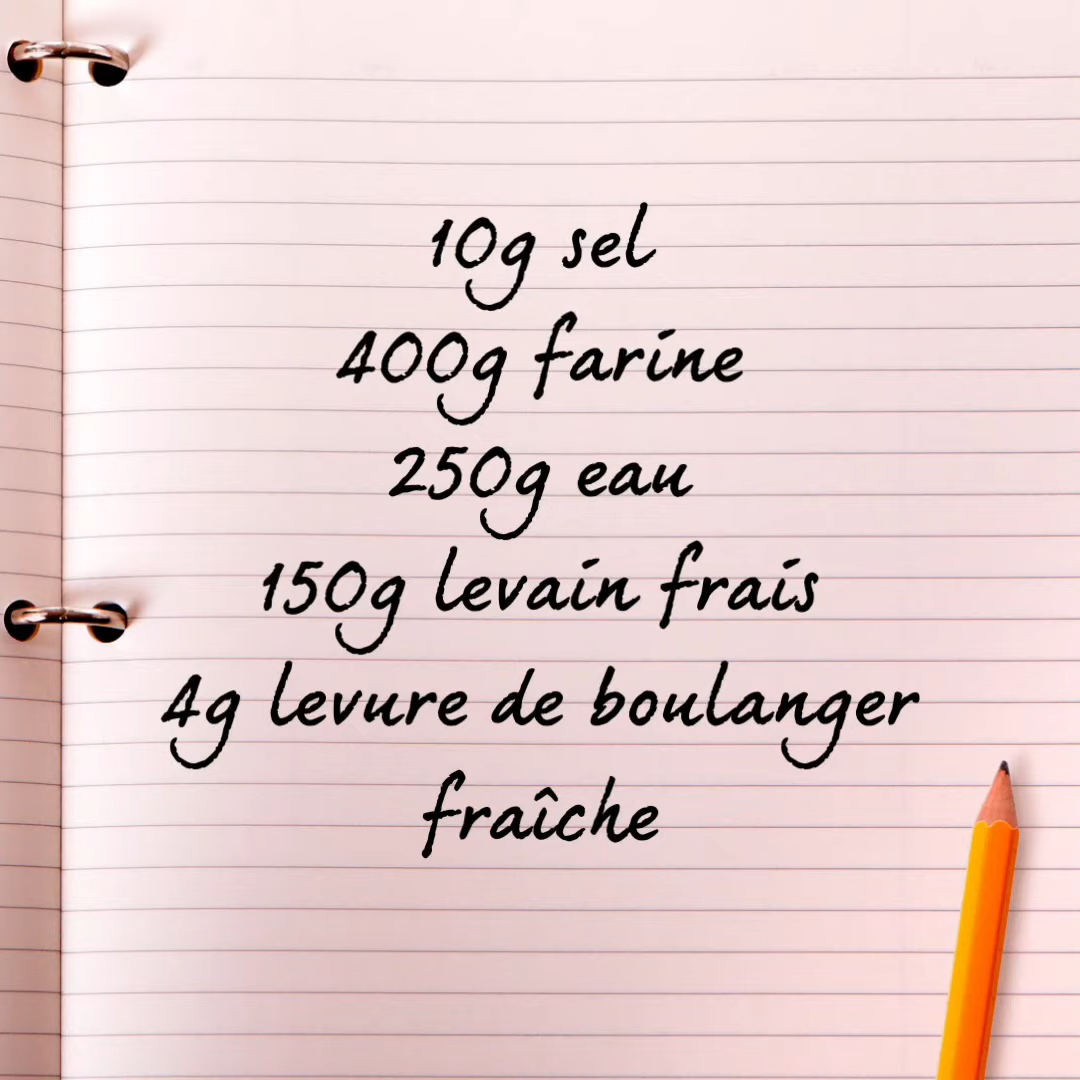 10g sel
400g farine
250g eau
150g levain frais
4g levure de boulanger
fraîche